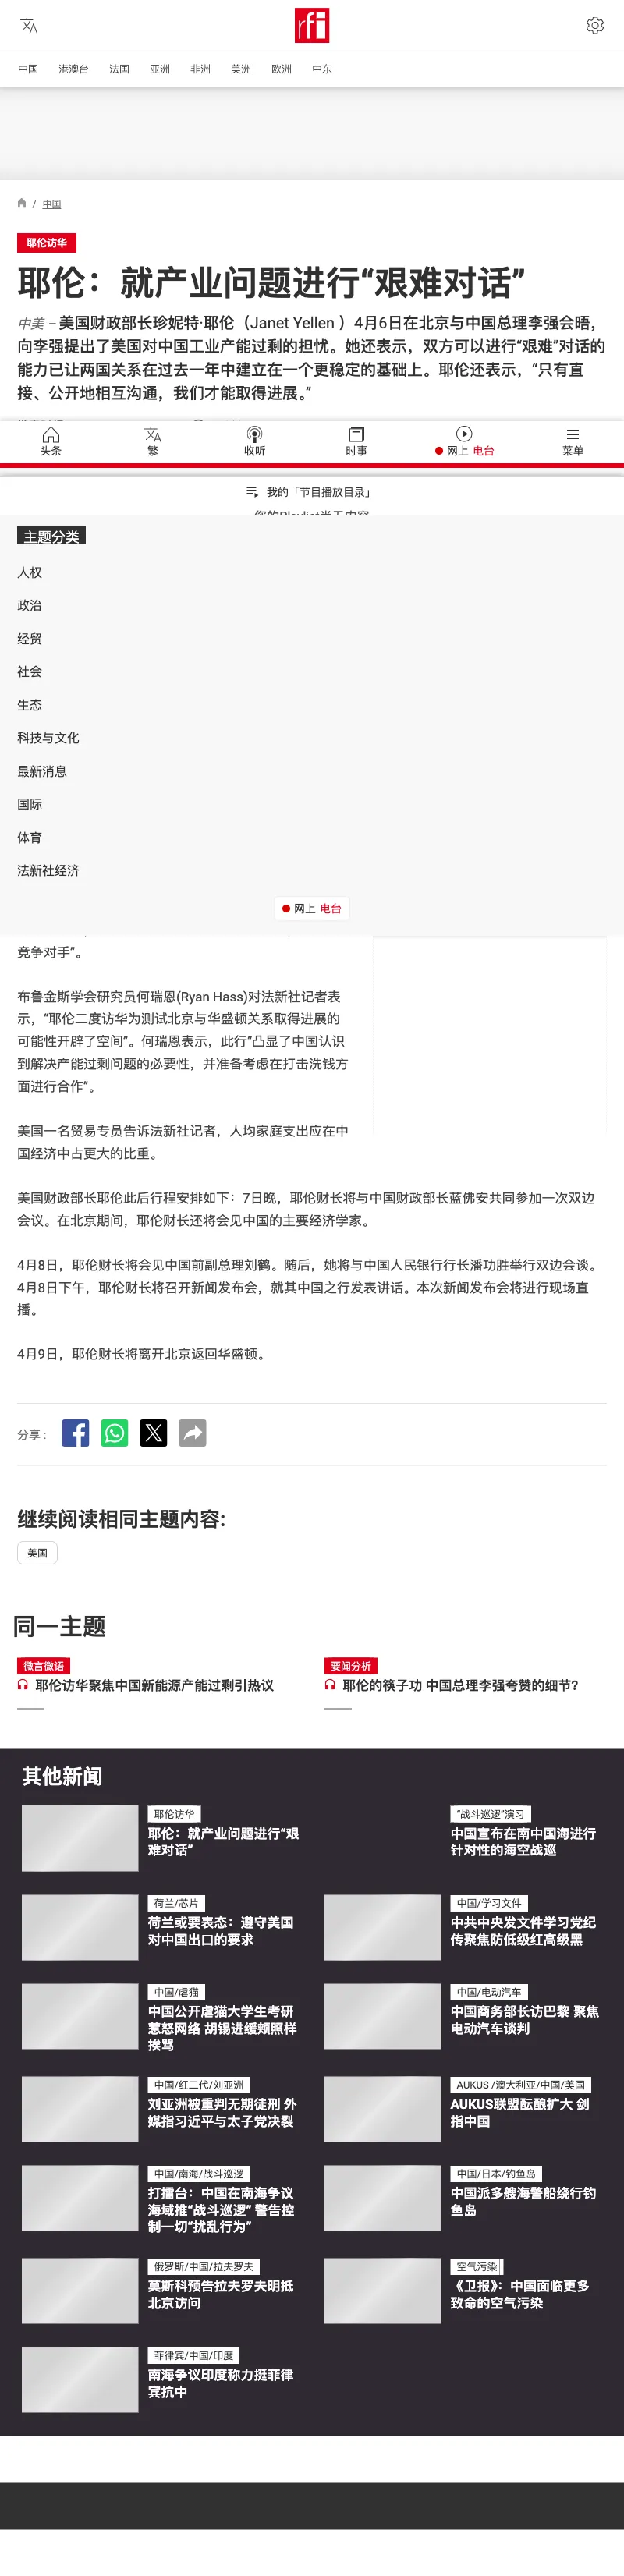 rfi
中国 港澳台 法国 亚洲 非洲 美洲 欧洲 中东
/ 中国
耶伦访华
耶伦：就产业问题进行“艰难对话”
中美 – 美国财政部长珍妮特·耶伦（Janet Yellen ）4月6日在北京与中国总理李强会晤，
向李强提出了美国对中国工业产能过剩的担忧。她还表示，双方可以进行“艰难”对话的
能力已让两国关系在过去一年中建立在一个更稳定的基础上。耶伦还表示，“只有直
接、公开地相互沟通，我们才能取得进展。”
头条 繁 收听 时事 网上 电台 菜单
我的「节目播放目录」
主题分类
人权
政治
经贸
社会
生态
科技与文化
最新消息
国际
体育
法新社经济
网上 电台
竞争对手”。
布鲁金斯学会研究员何瑞恩(Ryan Hass)对法新社记者表
示，“耶伦二度访华为测试北京与华盛顿关系取得进展的
可能性开辟了空间”。何瑞恩表示，此行“凸显了中国认识
到解决产能过剩问题的必要性，并准备考虑在打击洗钱方
面进行合作”。
美国一名贸易专员告诉法新社记者，人均家庭支出应在中
国经济中占更大的比重。
美国财政部长耶伦此后行程安排如下：7日晚，耶伦财长将与中国财政部长蓝佛安共同参加一次双边
会议。在北京期间，耶伦财长还将会见中国的主要经济学家。
4月8日，耶伦财长将会见中国前副总理刘鹤。随后，她将与中国人民银行行长潘功胜举行双边会谈。
4月8日下午，耶伦财长将召开新闻发布会，就其中国之行发表讲话。本次新闻发布会将进行现场直
播。
4月9日，耶伦财长将离开北京返回华盛顿。
分享 :
继续阅读相同主题内容:
美国
同一主题
微言微语
耶伦访华聚焦中国新能源产能过剩引热议
要闻分析
耶伦的筷子功 中国总理李强夸赞的细节?
其他新闻
耶伦访华
耶伦：就产业问题进行“艰
难对话”
“战斗巡逻”演习
中国宣布在南中国海进行
针对性的海空战巡
荷兰/芯片
荷兰或要表态：遵守美国
对中国出口的要求
中国/学习文件
中共中央发文件学习党纪
传聚焦防低级红高级黑
中国/虐猫
中国公开虐猫大学生考研
惹怒网络 胡锡进缓颊照样
挨骂
中国/电动汽车
中国商务部长访巴黎 聚焦
电动汽车谈判
中国/红二代/刘亚洲
刘亚洲被重判无期徒刑 外
媒指习近平与太子党决裂
AUKUS /澳大利亚/中国/美国
AUKUS联盟酝酿扩大 剑
指中国
中国/南海/战斗巡逻
打擂台：中国在南海争议
海域推“战斗巡逻” 警告控
制一切“扰乱行为”
中国/日本/钓鱼岛
中国派多艘海警船绕行钓
鱼岛
俄罗斯/中国/拉夫罗夫
莫斯科预告拉夫罗夫明抵
北京访问
空气污染
《卫报》：中国面临更多
致命的空气污染
菲律宾/中国/印度
南海争议印度称力挺菲律
宾抗中